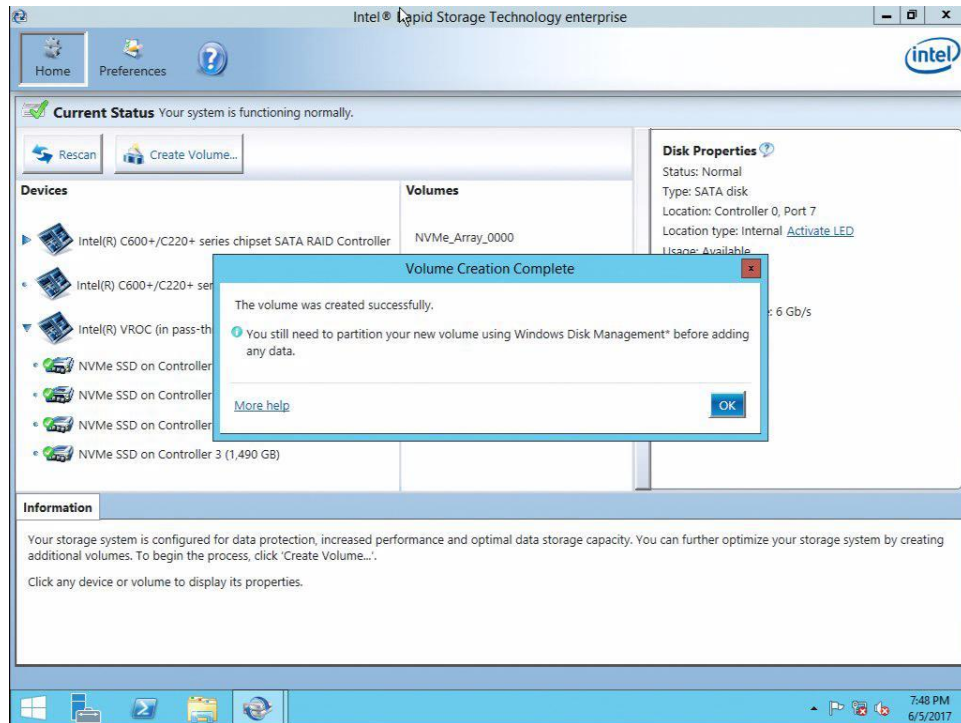 Intel® Rapid Storage Technology enterprise
Home
Preferences
intel
Current Status Your system is functioning normally.
Rescan
Create Volume...
Devices
Volumes
Intel(R) C600+/C220+ series chipset SATA RAID Controller
NVMe_Array_0000
Intel(R) C600+/C220+ ser
Intel(R) VROC (in pass-th
NVMe SSD on Controller
NVMe SSD on Controller
NVMe SSD on Controller
NVMe SSD on Controller 3 (1,490 GB)
Disk Properties
Status: Normal
Type: SATA disk
Location: Controller 0, Port 7
Location type: Internal Activate LED
Usage: Available
: 6 Gb/s
Volume Creation Complete
The volume was created successfully.
You still need to partition your new volume using Windows Disk Management* before adding
any data.
More help
OK
Information
Your storage system is configured for data protection, increased performance and optimal data storage capacity. You can further optimize your storage system by creating
additional volumes. To begin the process, click 'Create Volume...'.
Click any device or volume to display its properties.
7:48 PM
6/5/2017